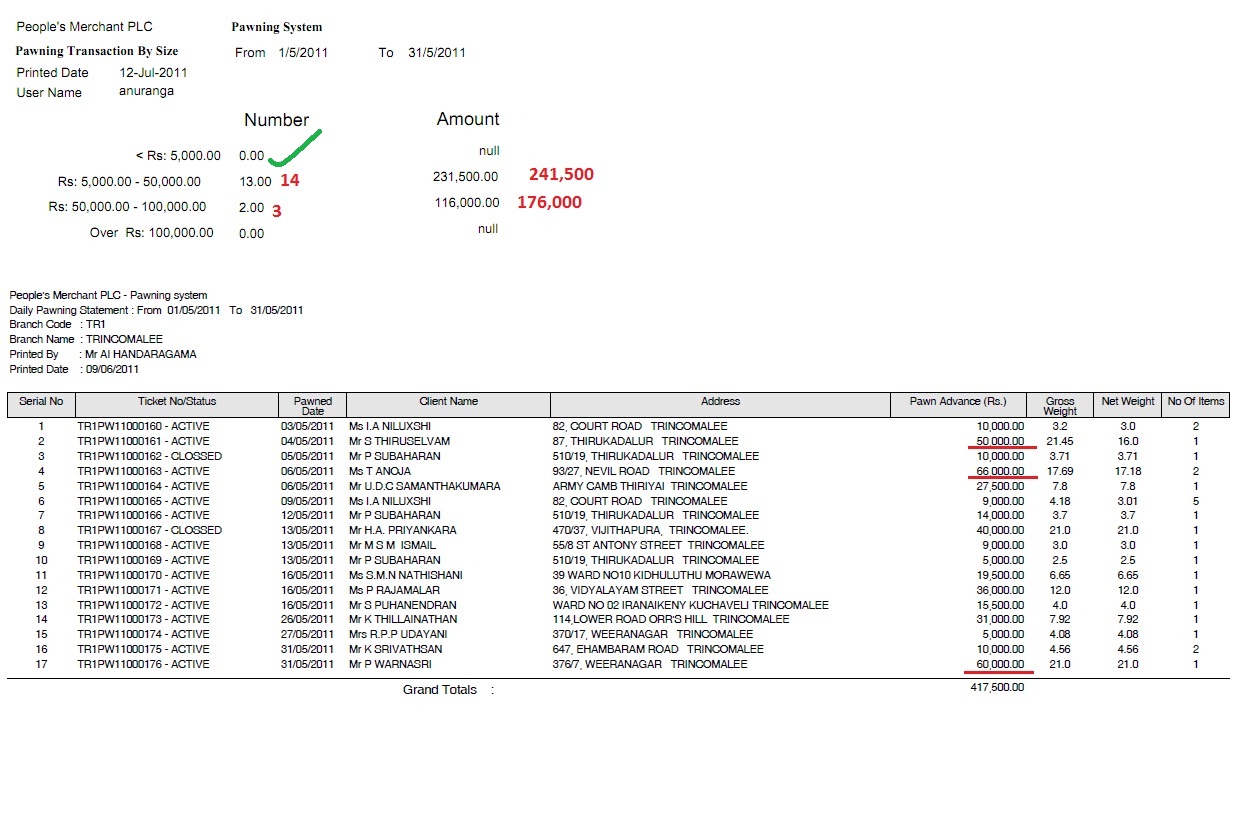 People's Merchant PLC Pawning System
Pawning Transaction By Size From 1/5/2011 To 31/5/2011
Printed Date 12-Jul-2011
User Name anuranga
Number Amount
< Rs: 5,000.00 0.00 null
Rs: 5,000.00 - 50,000.00 13.00 14 231,500.00 241,500
Rs: 50,000.00 - 100,000.00 2.00 3 116,000.00 176,000
Over Rs: 100,000.00 0.00 null
People's Merchant PLC - Pawning system
Daily Pawning Statement : From 01/05/2011 To 31/05/2011
Branch Code : TR1
Branch Name : TRINCOMALEE
Printed By : Mr AI HANDARAGAMA
Printed Date : 09/06/2011
Serial No Ticket No/Status Pawned Date Client Name Address Pawn Advance (Rs.) Gross Weight Net Weight No Of Items
1 TR1PW11000160 - ACTIVE 03/05/2011 Ms I.A NILUXSHI 82, COURT ROAD TRINCOMALEE 10,000.00 3.2 3.0 2
2 TR1PW11000161 - ACTIVE 04/05/2011 Mr S THIRUSELVAM 87, THIRUKADALUR TRINCOMALEE 50,000.00 21.45 16.0 1
3 TR1PW11000162 - CLOSSED 05/05/2011 Mr P SUBAHARAN 510/19, THIRUKADALUR TRINCOMALEE 10,000.00 3.71 3.71 1
4 TR1PW11000163 - ACTIVE 06/05/2011 Ms T ANOJA 93/27, NEVIL ROAD TRINCOMALEE 66,000.00 17.69 17.18 2
5 TR1PW11000164 - ACTIVE 06/05/2011 Mr U.D.C SAMANTHAKUMARA ARMY CAMB THIRIYAI TRINCOMALEE 27,500.00 7.8 7.8 1
6 TR1PW11000165 - ACTIVE 09/05/2011 Ms I.A NILUXSHI 82, COURT ROAD TRINCOMALEE 9,000.00 4.18 3.01 5
7 TR1PW11000166 - ACTIVE 12/05/2011 Mr P SUBAHARAN 510/19, THIRUKADALUR TRINCOMALEE 14,000.00 3.7 3.7 1
8 TR1PW11000167 - CLOSSED 13/05/2011 Mr H.A. PRIYANKARA 470/37, VIJITHAPURA, TRINCOMALEE. 40,000.00 21.0 21.0 1
9 TR1PW11000168 - ACTIVE 13/05/2011 Mr M S M ISMAIL 55/8 ST ANTONY STREET TRINCOMALEE 9,000.00 3.0 3.0 1
10 TR1PW11000169 - ACTIVE 13/05/2011 Mr P SUBAHARAN 510/19, THIRUKADALUR TRINCOMALEE 5,000.00 2.5 2.5 1
11 TR1PW11000170 - ACTIVE 16/05/2011 Ms S.M.N NATHISHANI 39 WARD NO10 KIDHULUTHU MORAWEWA 19,500.00 6.65 6.65 1
12 TR1PW11000171 - ACTIVE 16/05/2011 Ms P RAJAMALAR 36, VIDYALAYAM STREET TRINCOMALEE 36,000.00 12.0 12.0 1
13 TR1PW11000172 - ACTIVE 16/05/2011 Mr S PUHANENDRAN WARD NO 02 IRANAIKENY KUCHAVELI TRINCOMALEE 15,500.00 4.0 4.0 1
14 TR1PW11000173 - ACTIVE 26/05/2011 Mr K THILLAINATHAN 114,LOWER ROAD ORR'S HILL TRINCOMALEE 31,000.00 7.92 7.92 1
15 TR1PW11000174 - ACTIVE 27/05/2011 Mrs R.P.P UDAYANI 370/17, WEERANAGAR TRINCOMALEE 5,000.00 4.08 4.08 1
16 TR1PW11000175 - ACTIVE 31/05/2011 Mr K SRIVATHSAN 647, EHAMBARAM ROAD TRINCOMALEE 10,000.00 4.56 4.56 2
17 TR1PW11000176 - ACTIVE 31/05/2011 Mr P WARNASRI 376/7, WEERANAGAR TRINCOMALEE 60,000.00 21.0 21.0 1
Grand Totals : 417,500.00